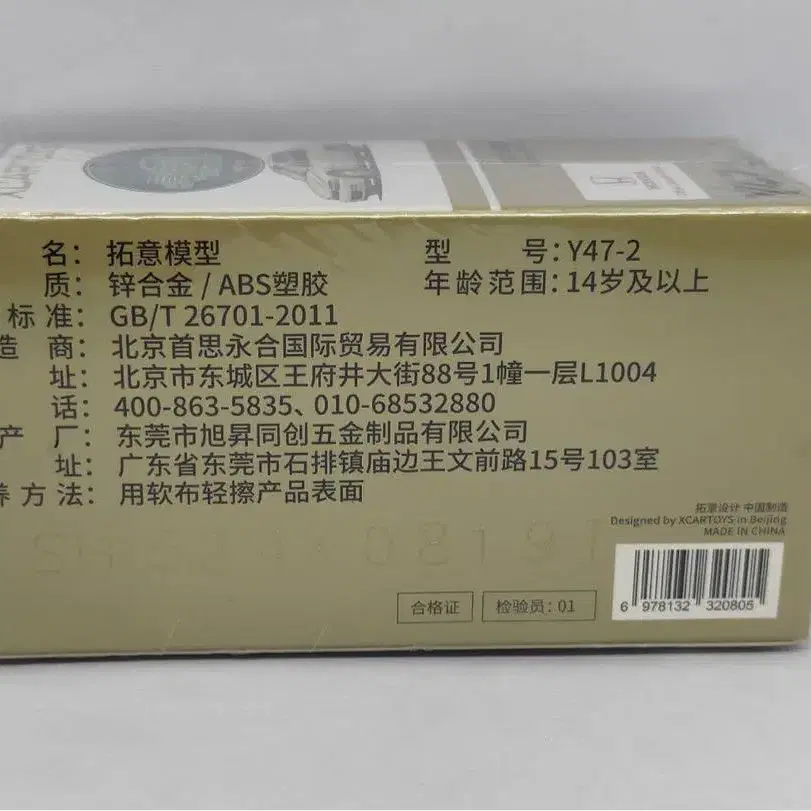 名：拓意模型 型 号：Y47-2
质：锌合金 / ABS塑胶 年龄范围：14岁及以上
标准：GB/T 26701-2011
造 商：北京首思永合国际贸易有限公司
址：北京市东城区王府井大街88号1幢一层L1004
话：400-863-5835、010-68532880
产 厂：东莞市旭昇同创五金制品有限公司
址：广东省东莞市石排镇庙边王文前路15号103室
养方法：用软布轻擦产品表面
拓意设计 中国制造
Designed by XCARTOYS in Beijing
MADE IN CHINA
合格证 检验员：01
6 978132 320805